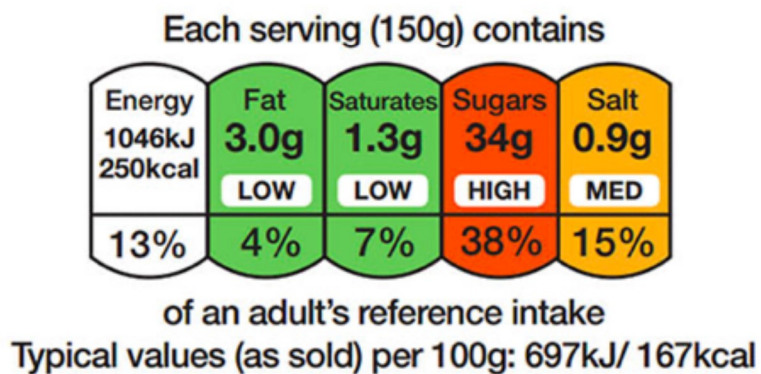 Each serving (150g) contains
Energy Fat Saturates Sugars Salt
1046kJ 3.0g 1.3g 34g 0.9g
250kcal
LOW LOW HIGH MED
13% 4% 7% 38% 15%
of an adult's reference intake
Typical values (as sold) per 100g: 697kJ/ 167kcal